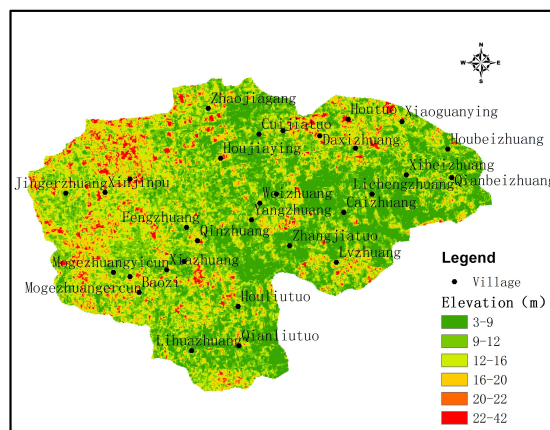 N
W E
S
Zhaojiagang
Houtuo
Xiaoguanying
Cuijiatuo
Daxizhuang
Houbeizhuang
Houjiaying
Xibeizhuang
Jingerzhuang
Xinjinpu
Lichengzhuang
Qianbeizhuang
Weizhuang
Caizhuang
Yangzhuang
Fengzhuang
Qinzhuang
Zhangjiatuo
Lvzhuang
Mogezhuangyicun
Xiazhuang
Mogezhuangercun
Baozi
Houliutuo
Lihuazhuang
Qianliutuo
Legend
Village
Elevation (m)
3-9
9-12
12-16
16-20
20-22
22-42